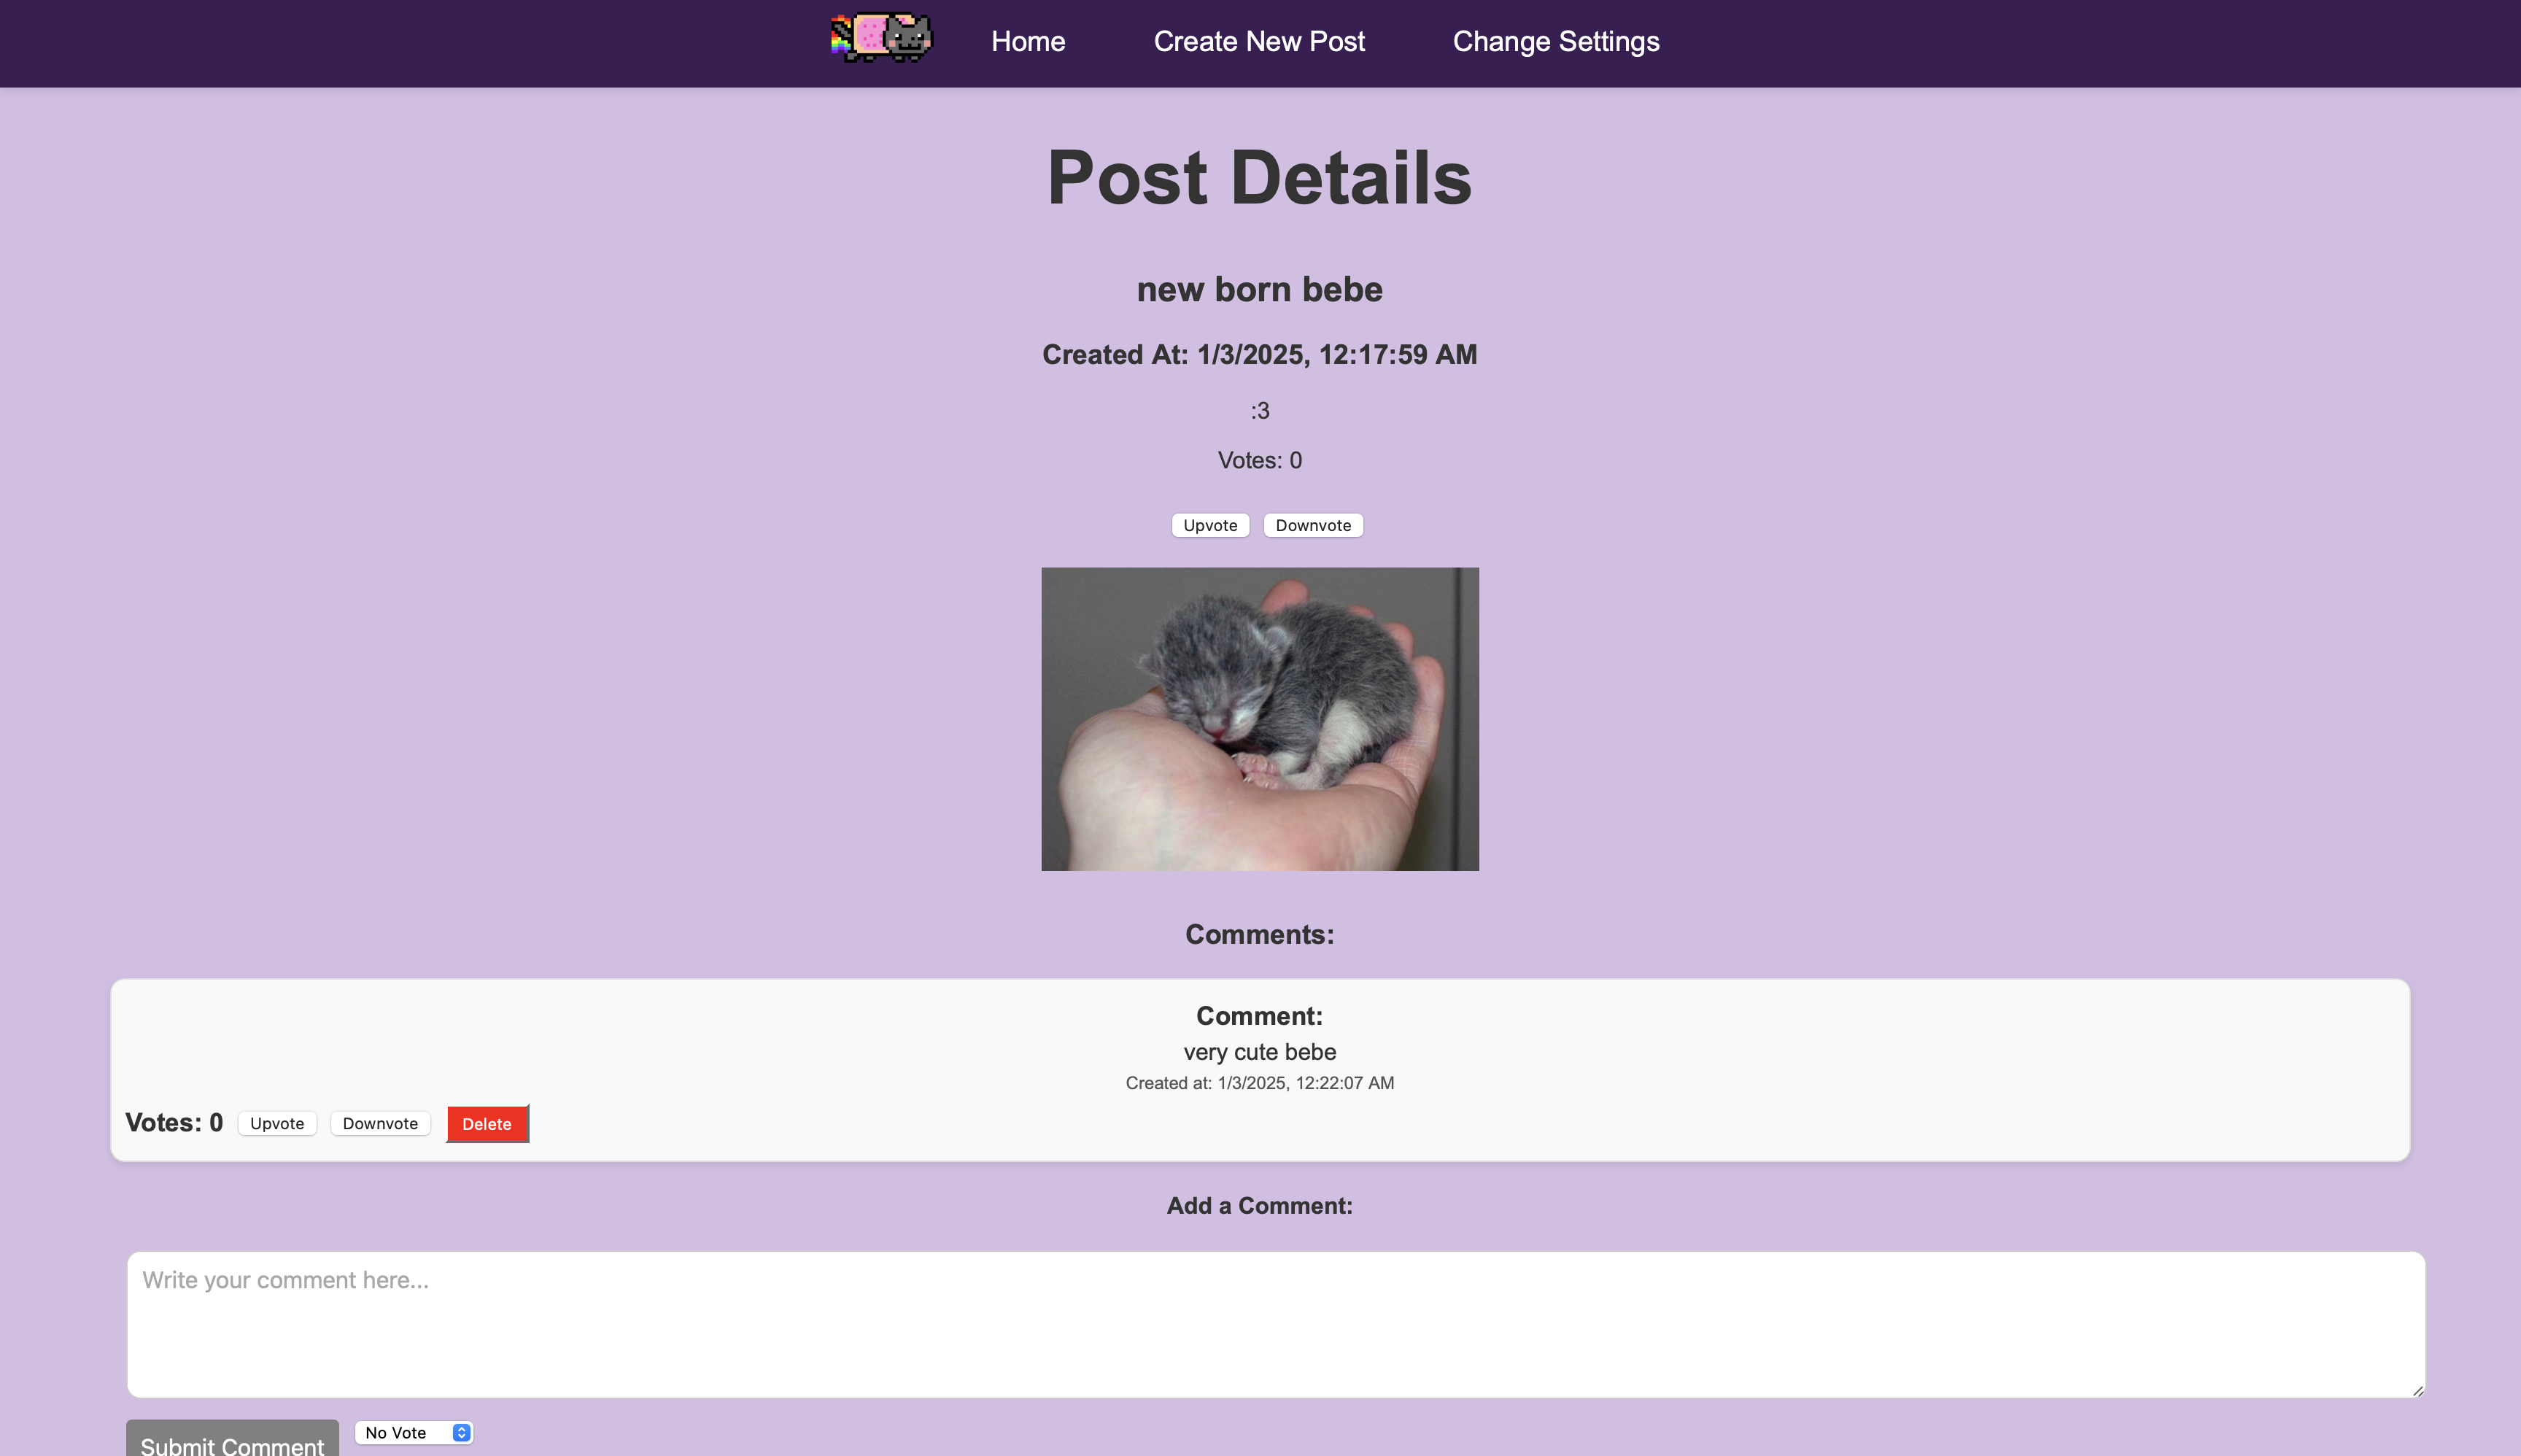 Home Create New Post Change Settings
Post Details
new born bebe
Created At: 1/3/2025, 12:17:59 AM
:3
Votes: 0
Upvote Downvote
Comments:
Comment:
very cute bebe
Created at: 1/3/2025, 12:22:07 AM
Votes: 0 Upvote Downvote Delete
Add a Comment:
Write your comment here...
Submit Comment No Vote